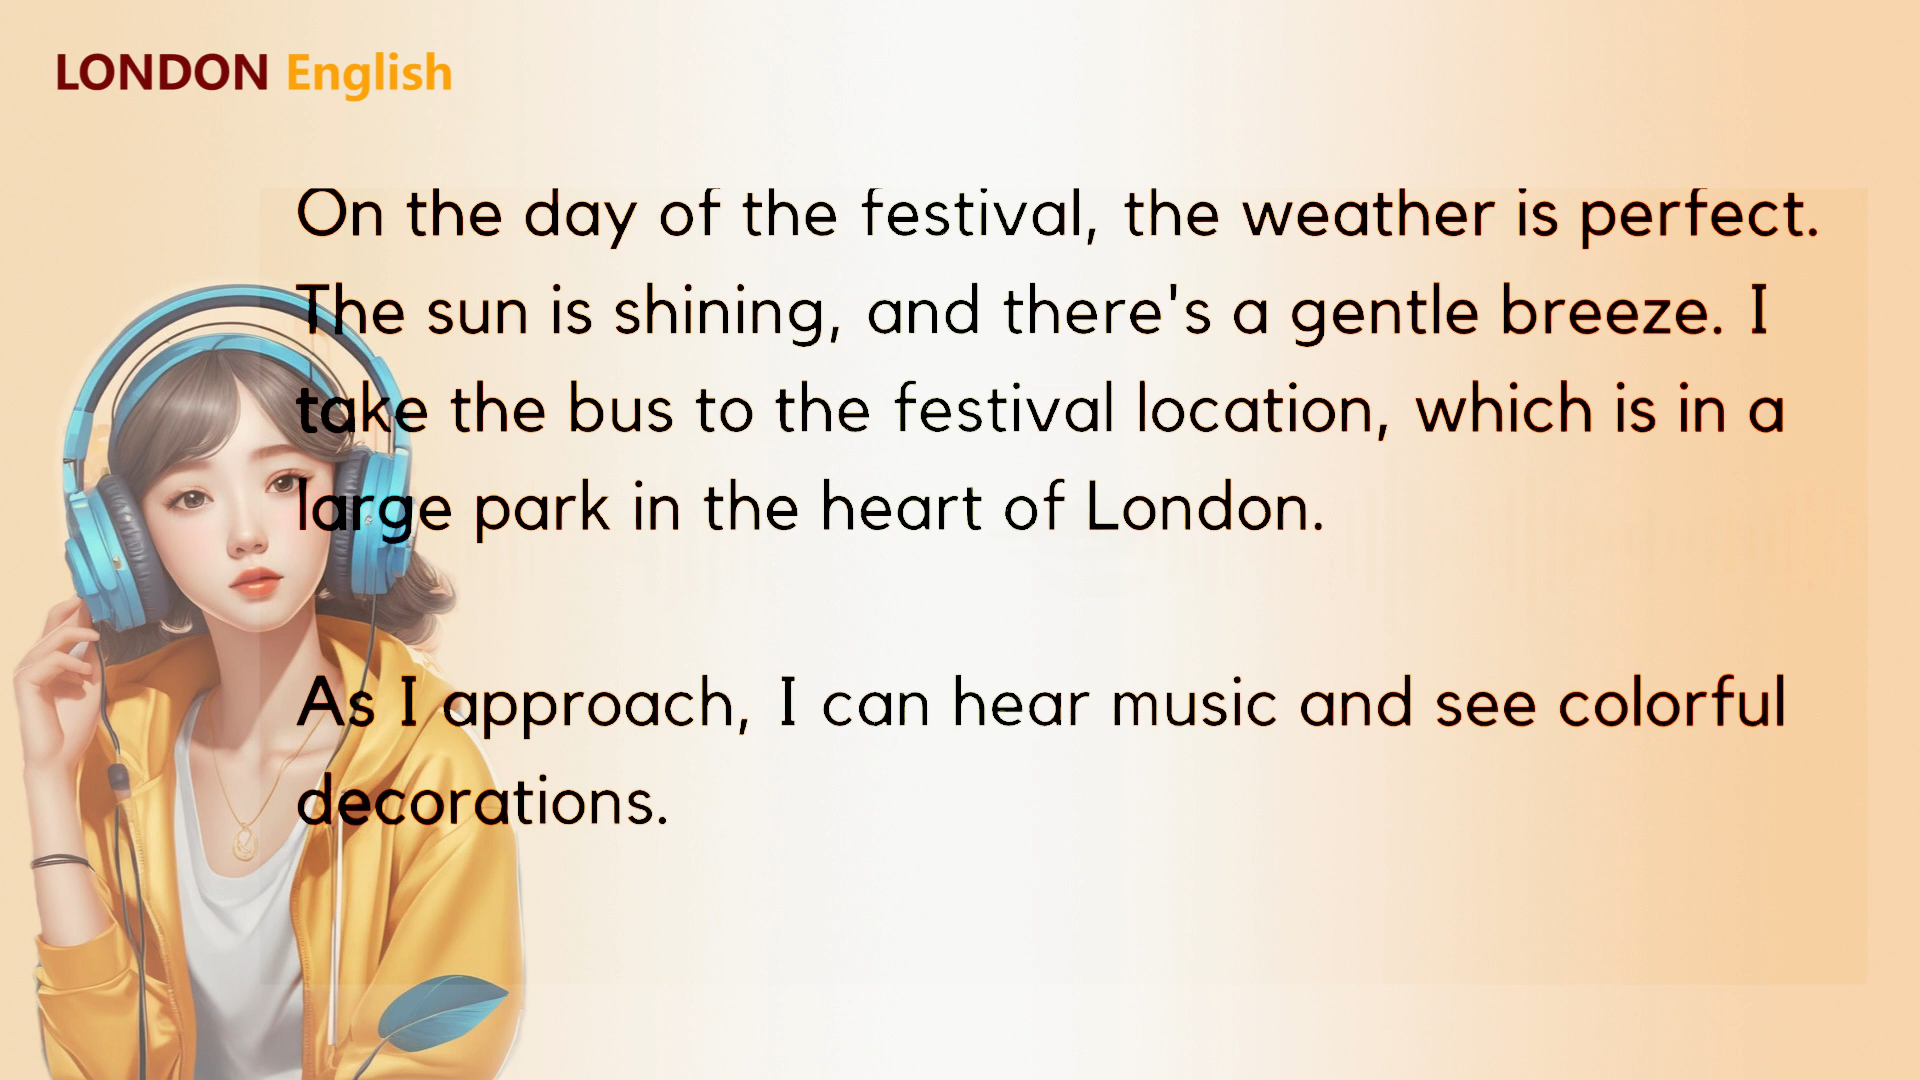 LONDON English
On the day of the festival, the weather is perfect.
The sun is shining, and there's a gentle breeze. I
take the bus to the festival location, which is in a
large park in the heart of London.
As I approach, I can hear music and see colorful
decorations.